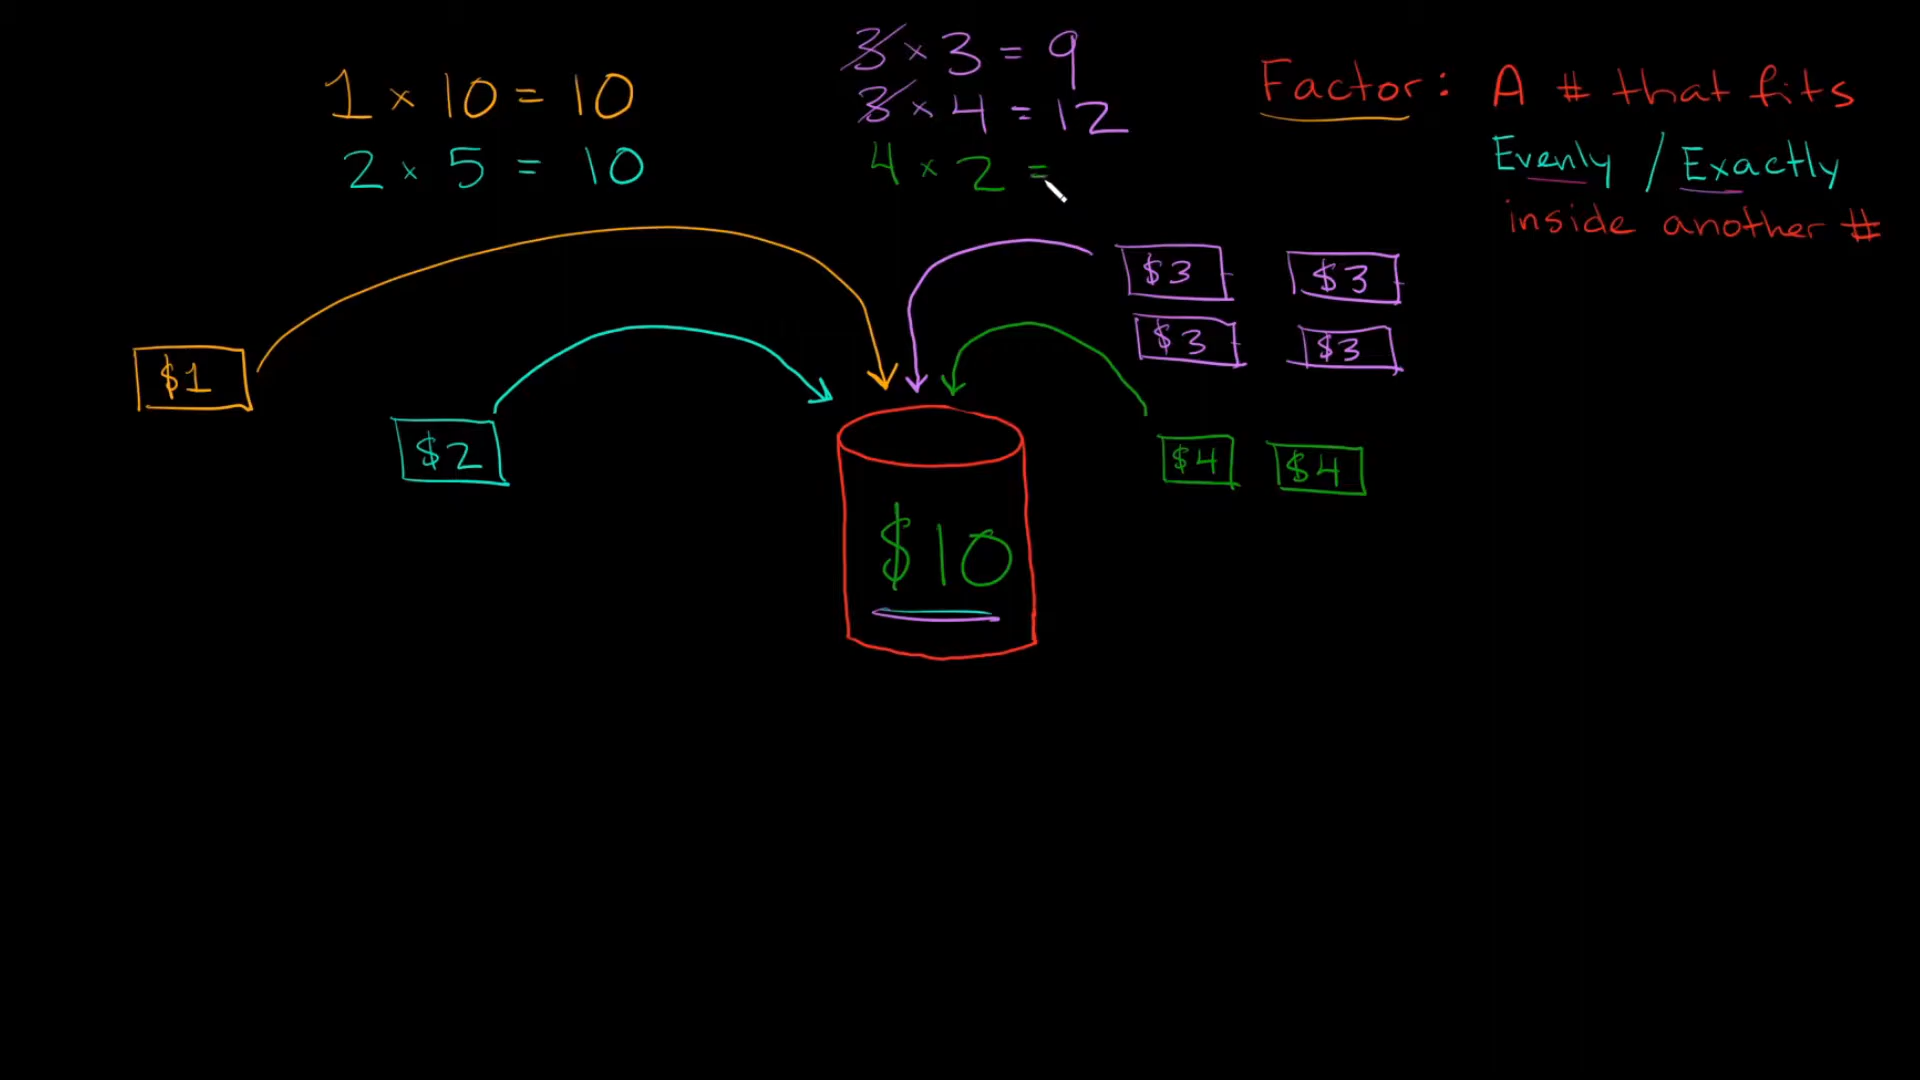 1 × 10 = 10
2 × 5 = 10
3 × 3 = 9
3 × 4 = 12
4 × 2 =
Factor: A # that fits
Evenly / Exactly
inside another #
$1
$2
$3 $3
$3 $3
$4 $4
$10